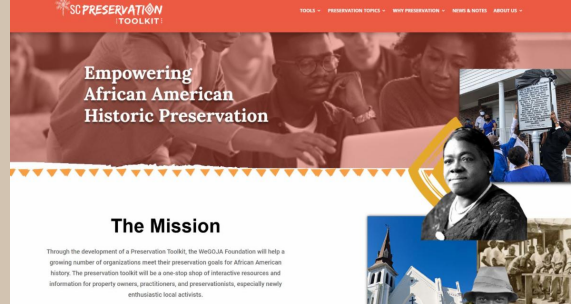 SC PRESERVATION
TOOLKIT
TOOLS
PRESERVATION TOPICS
WHY PRESERVATION
NEWS & NOTES
ABOUT US
Empowering
African American
Historic Preservation
The Mission
Through the development of a Preservation Toolkit, the WeGOJA Foundation will help a
growing number of organizations meet their preservation goals for African American
history. The preservation toolkit will be a one-stop shop of interactive resources and
information for property owners, practitioners, and preservationists, especially newly
enthusiastic local activists.